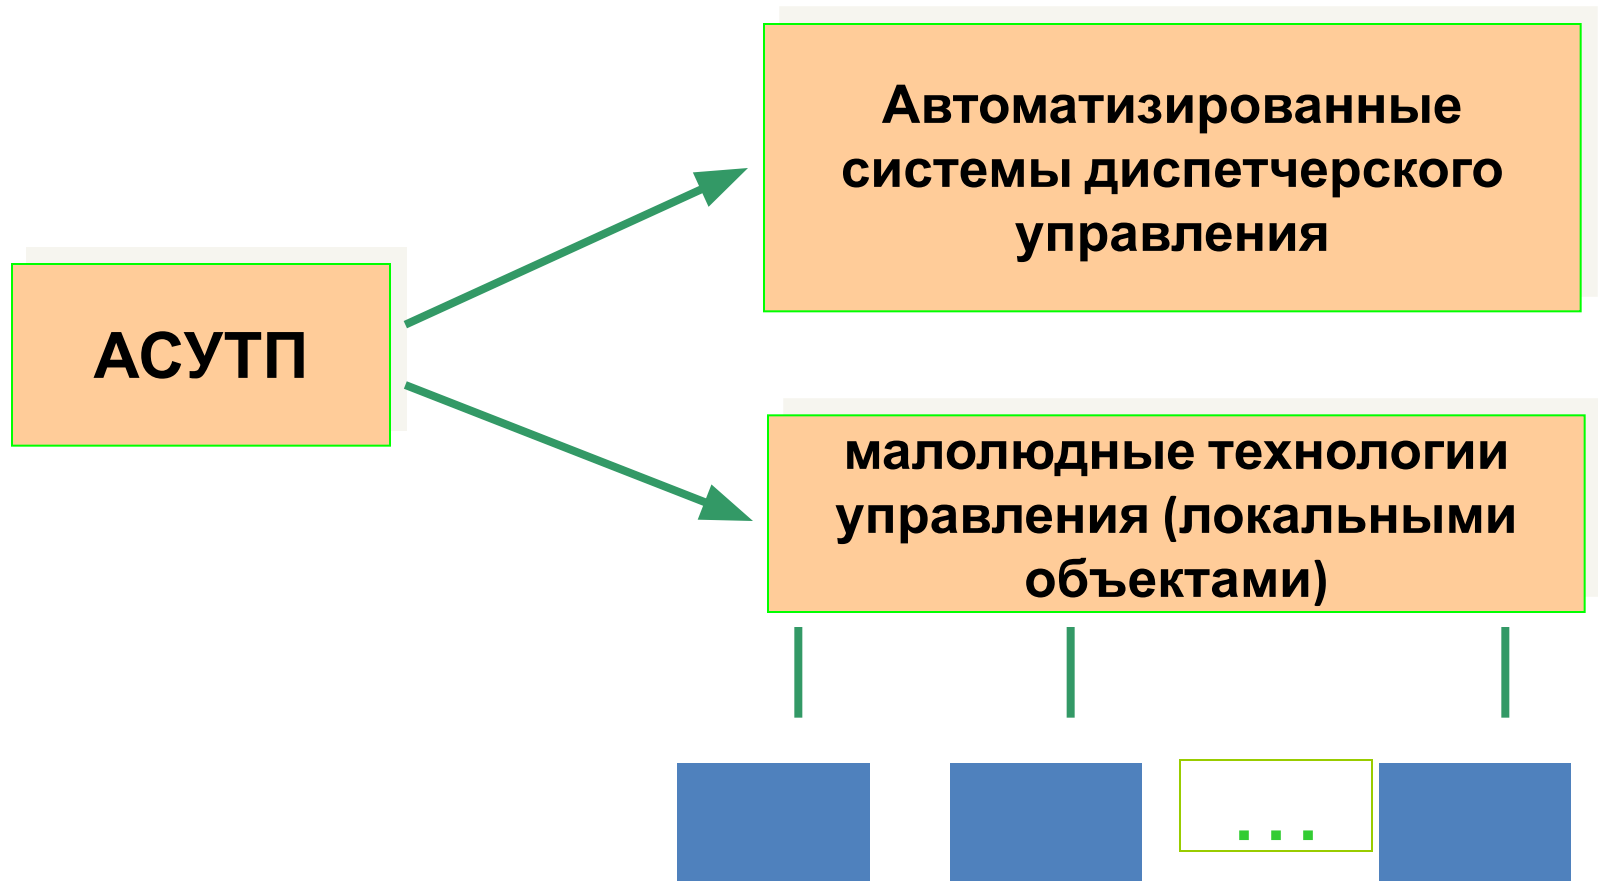 Автоматизированные
системы диспетчерского
управления
АСУТП
малолюдные технологии
управления (локальными
объектами)
...